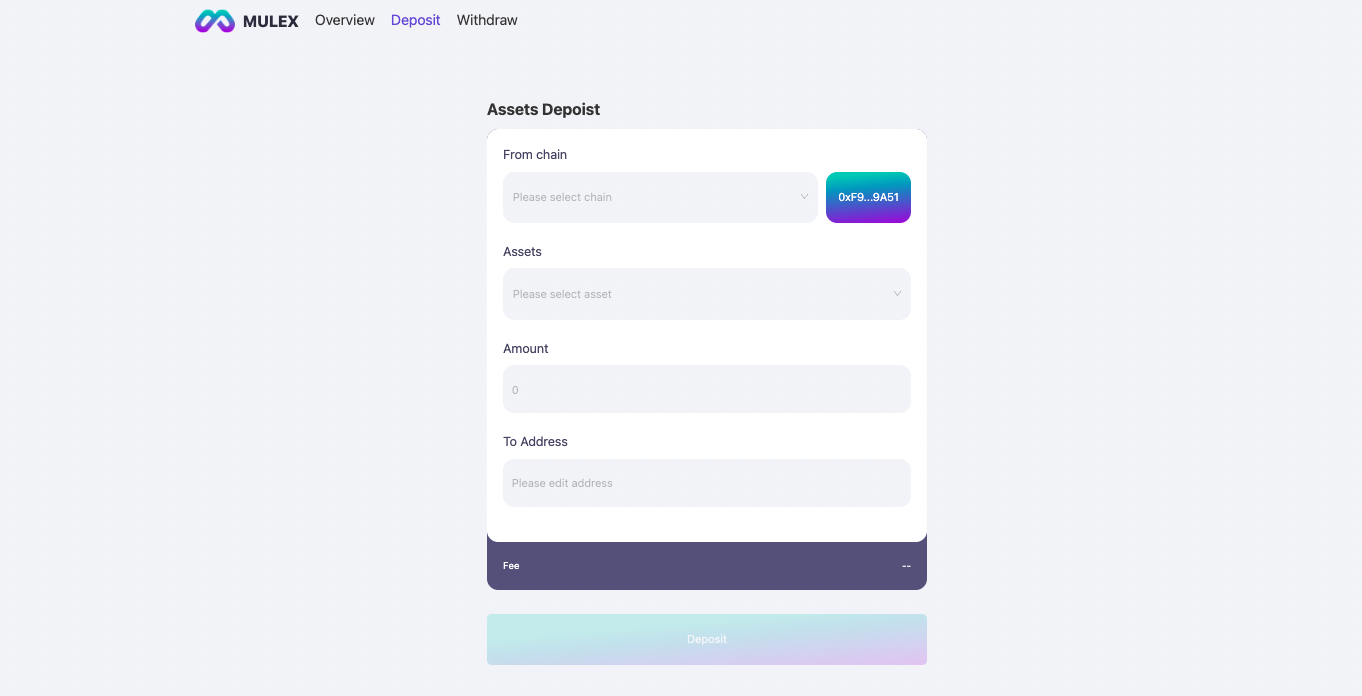 MULEX Overview Deposit Withdraw
Assets Depoist
From chain
Please select chain 0xF9...9A51
Assets
Please select asset
Amount
0
To Address
Please edit address
Fee --
Deposit